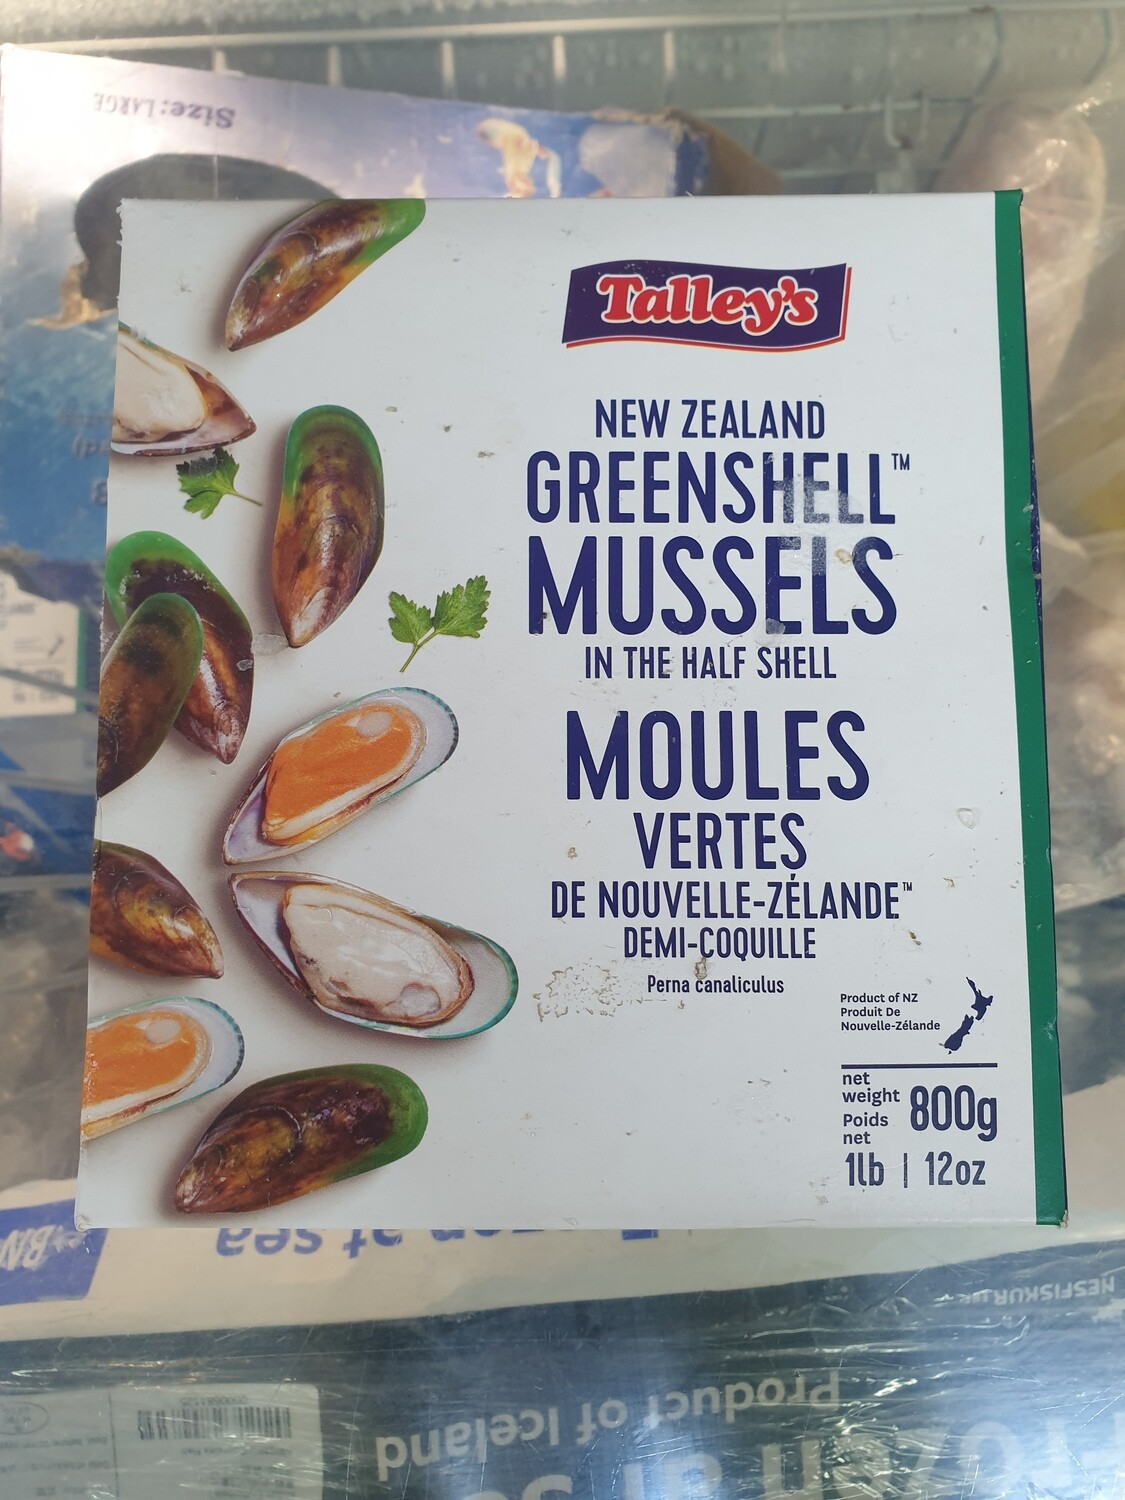 Size: LARGE
Talley's
NEW ZEALAND
GREENSHELL™
MUSSELS
IN THE HALF SHELL
MOULES
VERTES
DE NOUVELLE-ZÉLANDE™
DEMI-COQUILLE
Perna canaliculus
Product of NZ
Produit De
Nouvelle-Zélande
net
weight
Poids
net
800g
1lb | 12oz
at sea
Product of Iceland